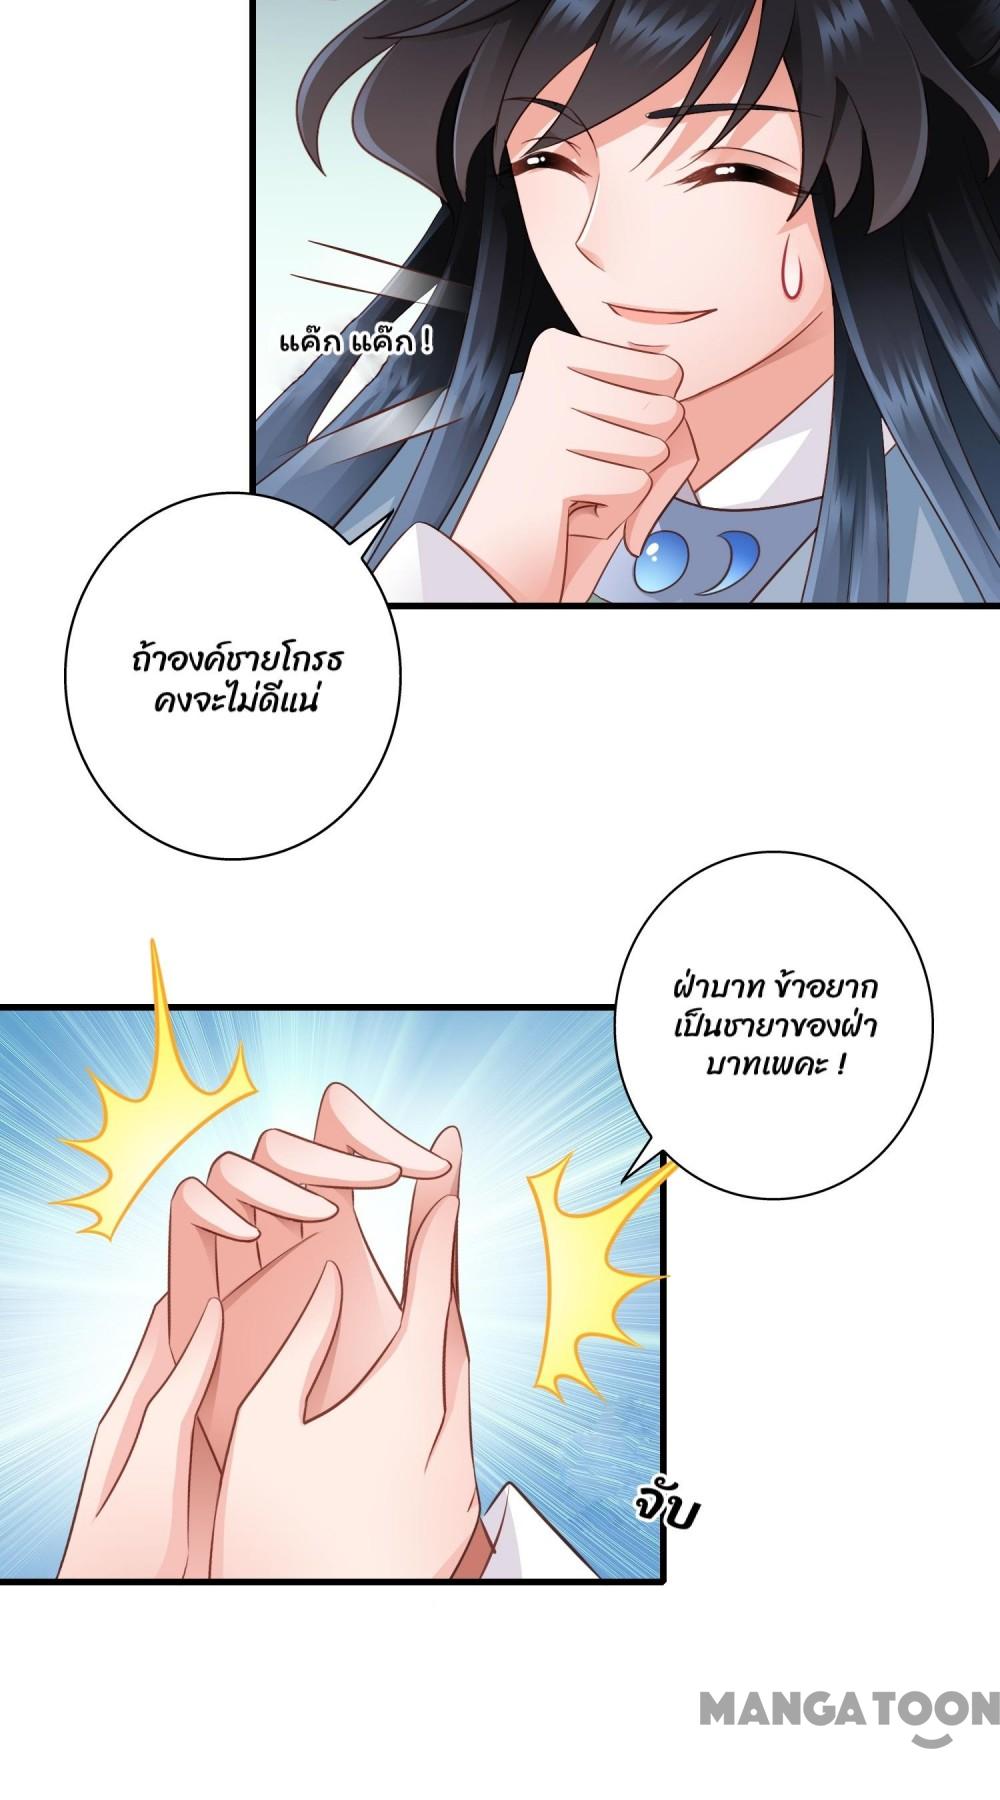 แค๊ก แค๊ก !
ถ้าองค์ชายโกรธ
คงจะไม่ดีแน่
ฝ่าบาท ข้าอยาก
เป็นชายาของฝ่า
บาทเพคะ !
จับ
MANGATOON